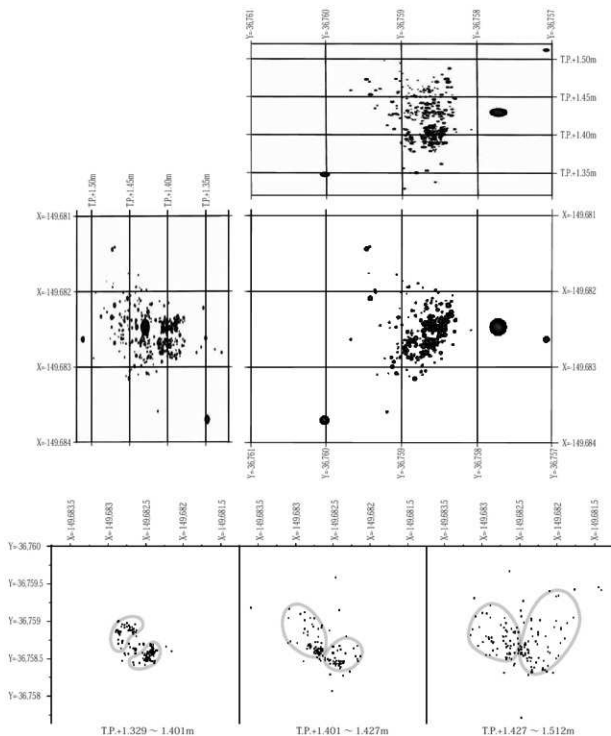 Y=-36,761
Y=-36,760
Y=-36,759
Y=-36,758
Y=-36,757
T.P.+1.50m
T.P.+1.45m
T.P.+1.40m
T.P.+1.35m
T.P.+1.50m
T.P.+1.45m
T.P.+1.40m
T.P.+1.35m
X=-149,681
X=-149,682
X=-149,683
X=-149,684
X=-149,681
X=-149,682
X=-149,683
X=-149,684
Y=-36,761
Y=-36,760
Y=-36,759
Y=-36,758
Y=-36,757
X=-149,683.5
X=-149,683
X=-149,682.5
X=-149,682
X=-149,681.5
X=-149,683.5
X=-149,683
X=-149,682.5
X=-149,682
X=-149,681.5
X=-149,683.5
X=-149,683
X=-149,682.5
X=-149,682
X=-149,681.5
Y=-36,760
Y=-36,759.5
Y=-36,759
Y=-36,758.5
Y=-36,758
T.P.+1.329 ～ 1.401m
T.P.+1.401 ～ 1.427m
T.P.+1.427 ～ 1.512m